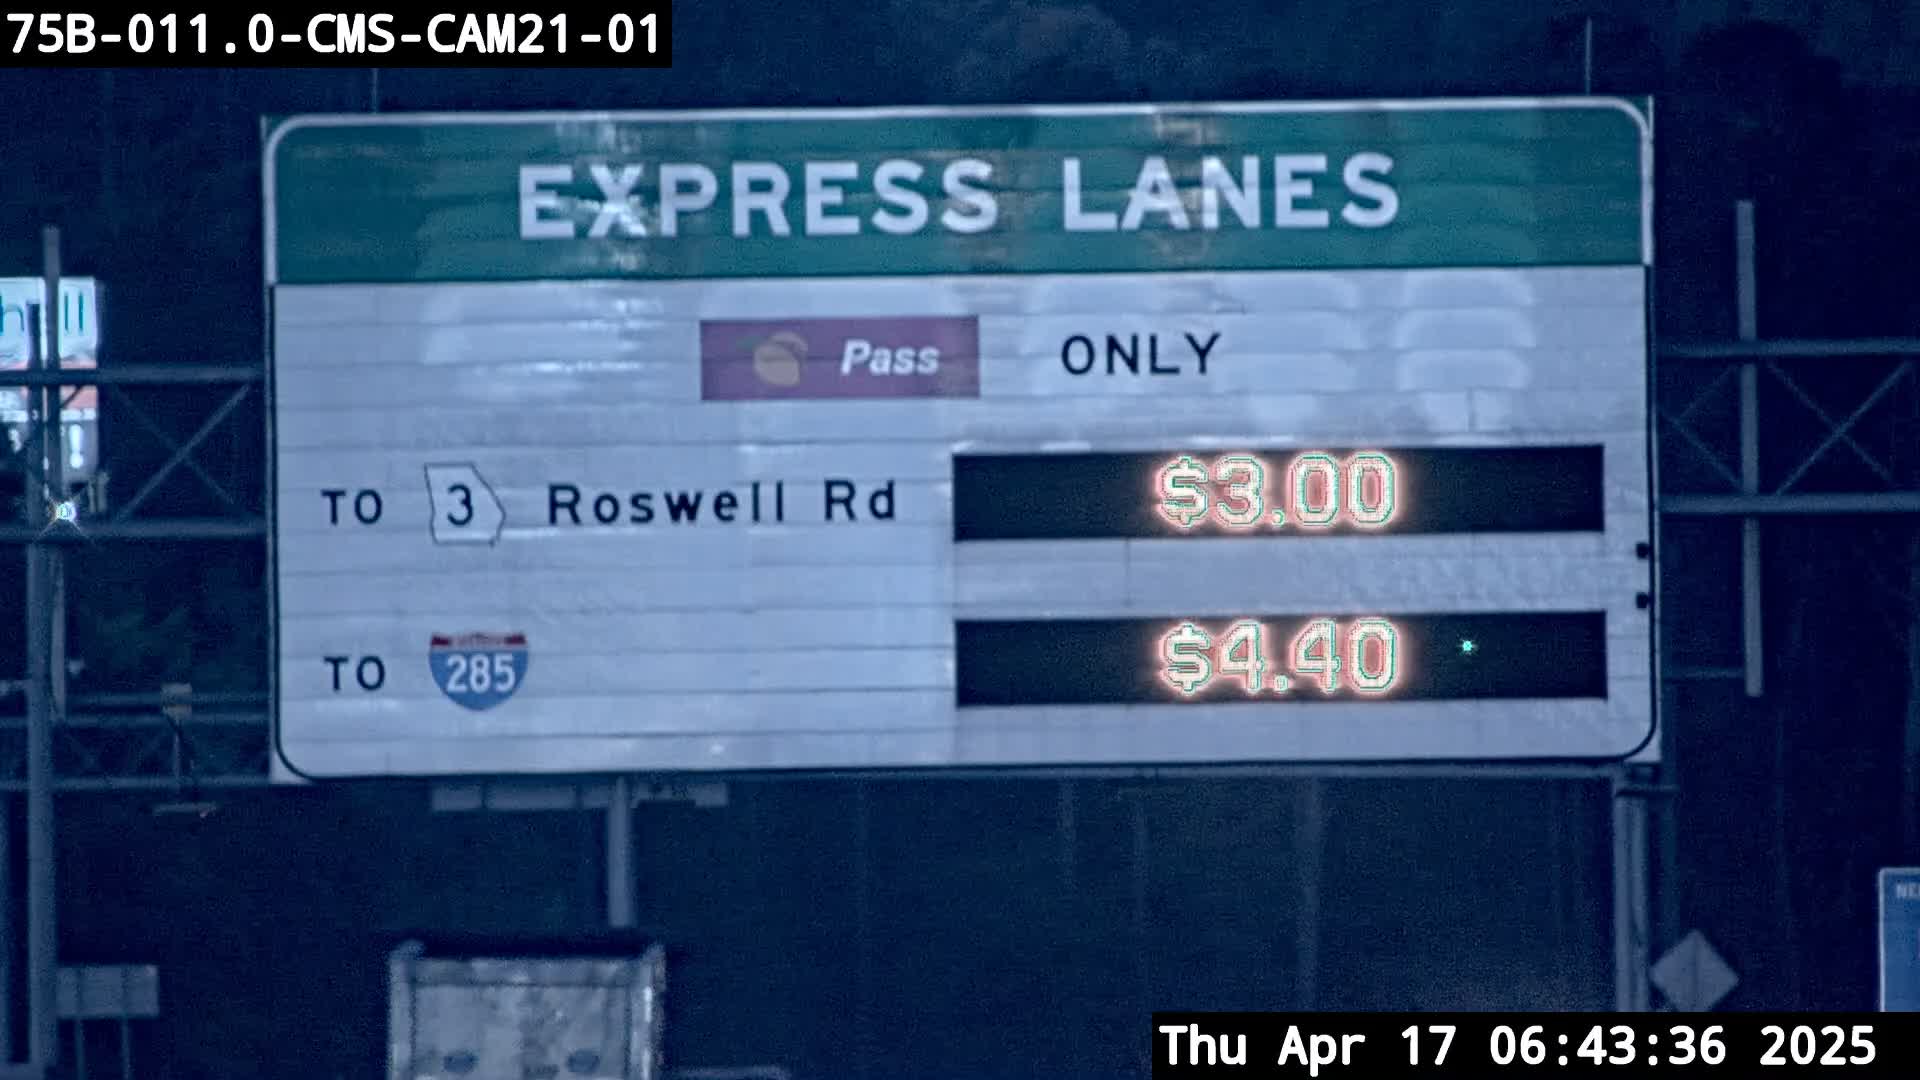 75B-011.0-CMS-CAM21-01
EXPRESS LANES
Pass ONLY
TO 3 Roswell Rd $3.00
TO 285 $4.40
Thu Apr 17 06:43:36 2025